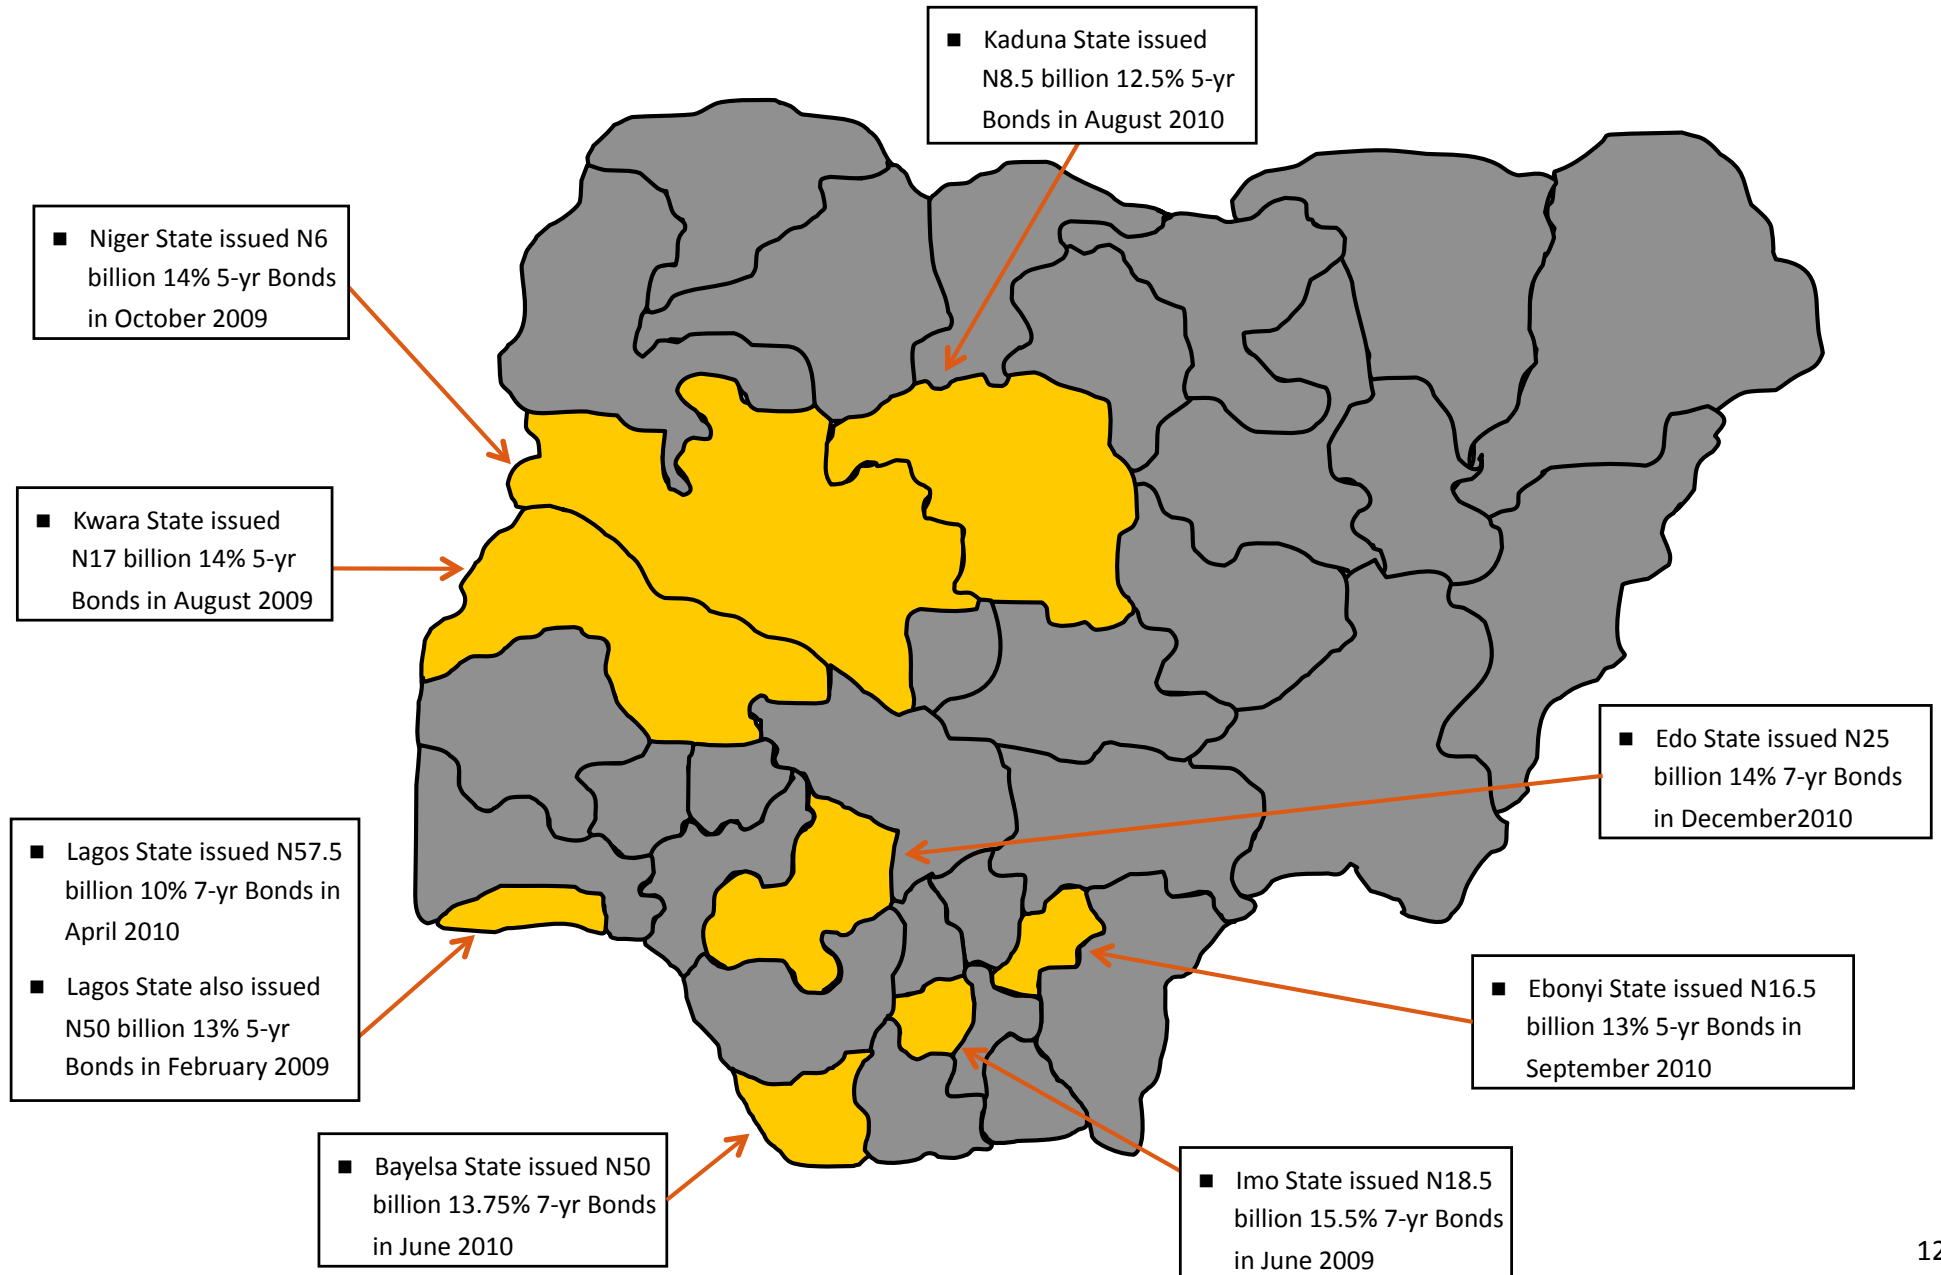 ■ Kaduna State issued
N8.5 billion 12.5% 5-yr
Bonds in August 2010
■ Niger State issued N6
billion 14% 5-yr Bonds
in October 2009
■ Kwara State issued
N17 billion 14% 5-yr
Bonds in August 2009
■ Edo State issued N25
billion 14% 7-yr Bonds
in December2010
■ Lagos State issued N57.5
billion 10% 7-yr Bonds in
April 2010
■ Lagos State also issued
N50 billion 13% 5-yr
Bonds in February 2009
■ Ebonyi State issued N16.5
billion 13% 5-yr Bonds in
September 2010
■ Bayelsa State issued N50
billion 13.75% 7-yr Bonds
in June 2010
■ Imo State issued N18.5
billion 15.5% 7-yr Bonds
in June 2009
12